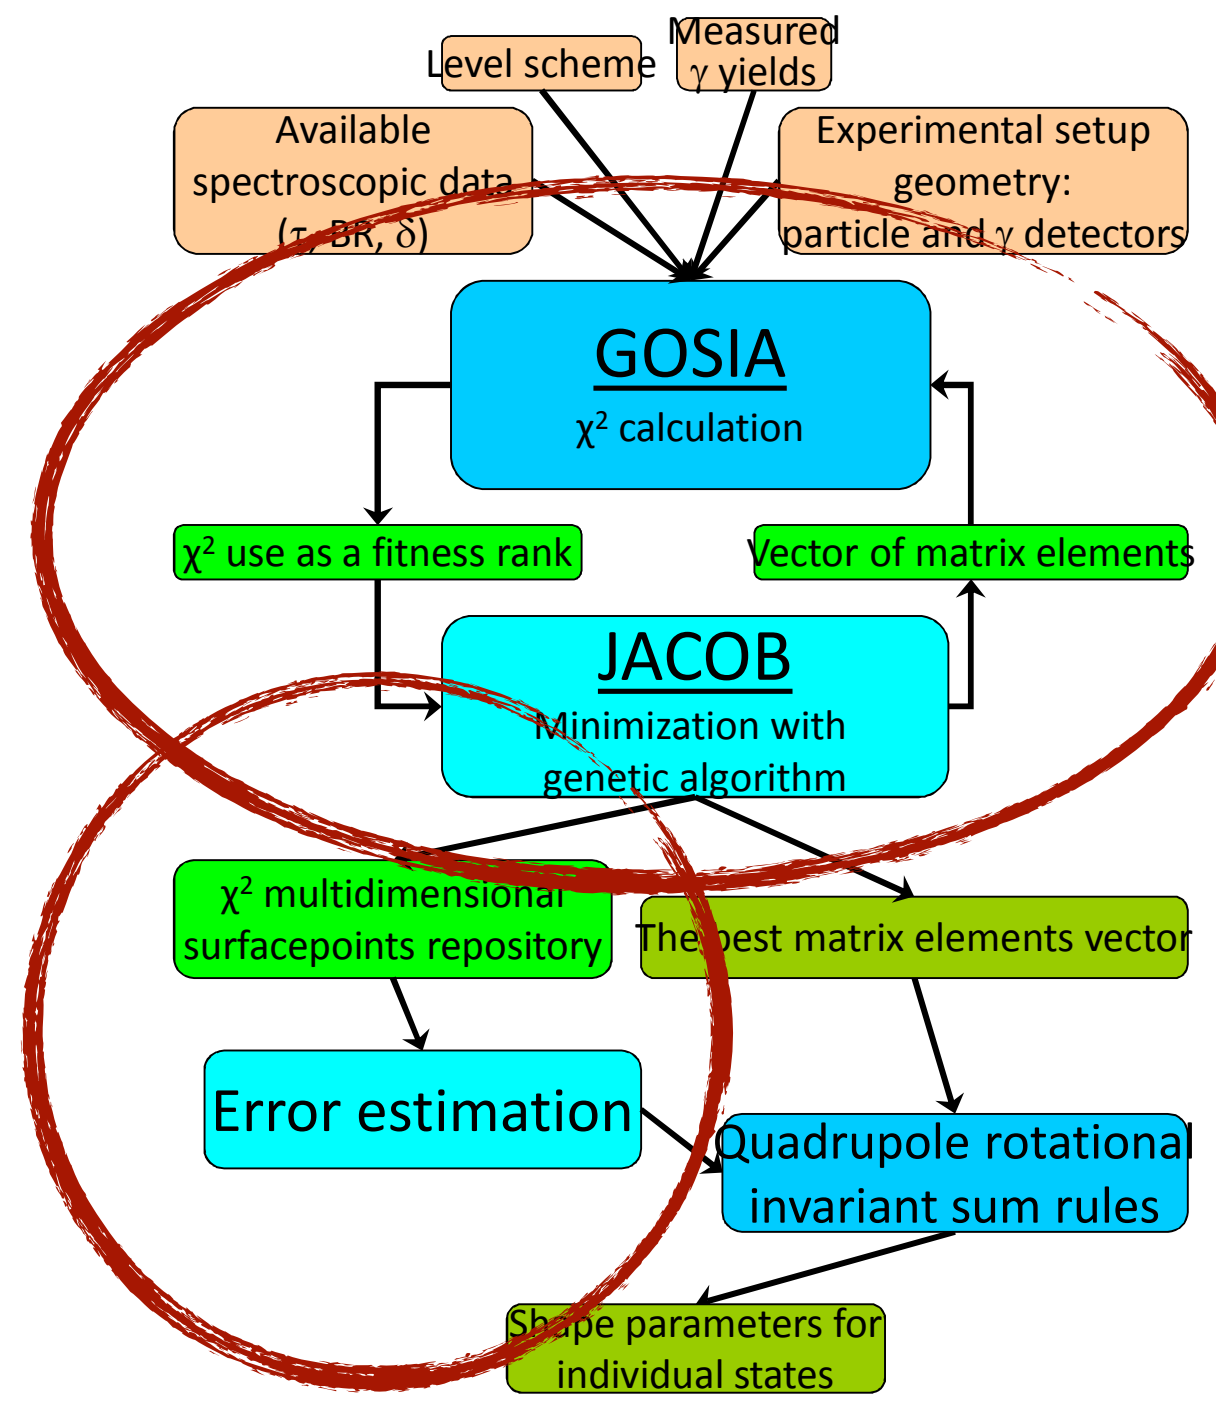 Measured
γ yields
Level scheme
Available
spectroscopic data
(τ, BR, δ)
Experimental setup
geometry:
particle and γ detectors
GOSIA
χ² calculation
χ² use as a fitness rank
Vector of matrix elements
JACOB
Minimization with
genetic algorithm
χ² multidimensional
surfacepoints repository
The best matrix elements vector
Error estimation
Quadrupole rotational
invariant sum rules
Shape parameters for
individual states